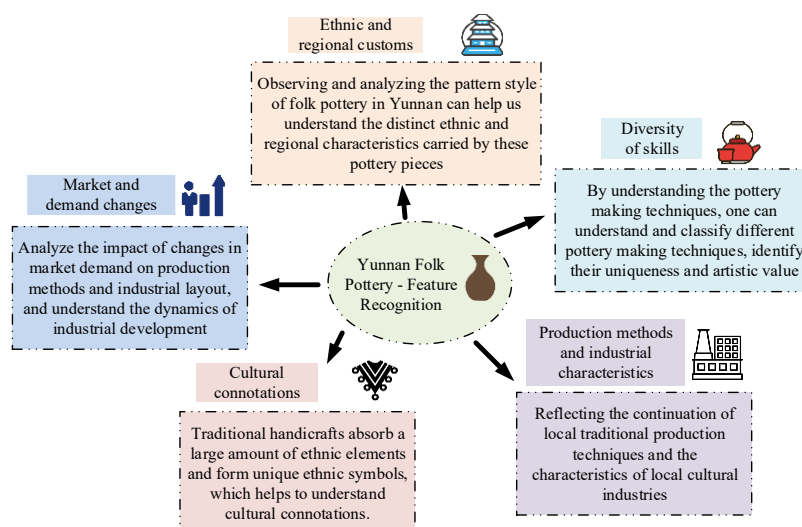 Ethnic and
regional customs
Observing and analyzing the pattern style
of folk pottery in Yunnan can help us
understand the distinct ethnic and
regional characteristics carried by these
pottery pieces
Diversity
of skills
By understanding the pottery
making techniques, one can
understand and classify different
pottery making techniques, identify
their uniqueness and artistic value
Market and
demand changes
Analyze the impact of changes in
market demand on production
methods and industrial layout,
and understand the dynamics of
industrial development
Yunnan Folk
Pottery - Feature
Recognition
Production methods
and industrial
characteristics
Reflecting the continuation of
local traditional production
techniques and the
characteristics of local cultural
industries
Cultural
connotations
Traditional handicrafts absorb a
large amount of ethnic elements
and form unique ethnic symbols,
which helps to understand
cultural connotations.